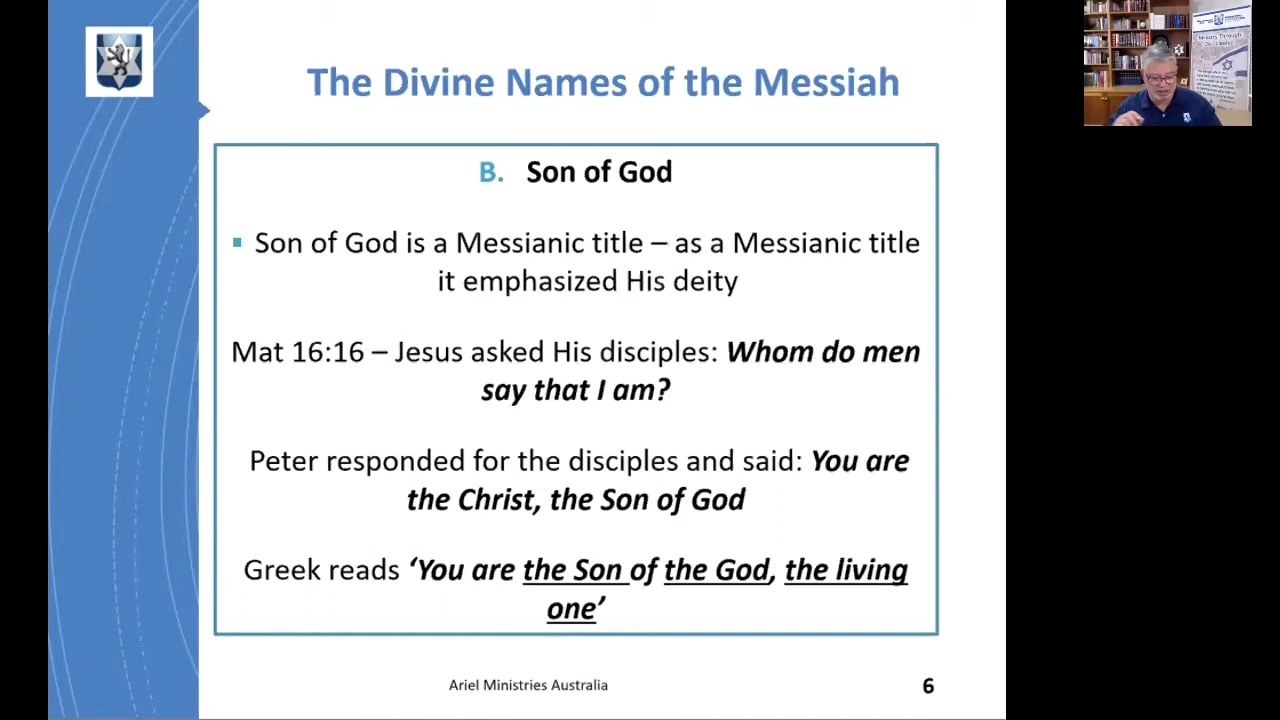 The Divine Names of the Messiah
B. Son of God
▪ Son of God is a Messianic title – as a Messianic title
it emphasized His deity
Mat 16:16 – Jesus asked His disciples: Whom do men
say that I am?
Peter responded for the disciples and said: You are
the Christ, the Son of God
Greek reads ‘You are the Son of the God, the living
one’
Ariel Ministries Australia
6
Ministry Through